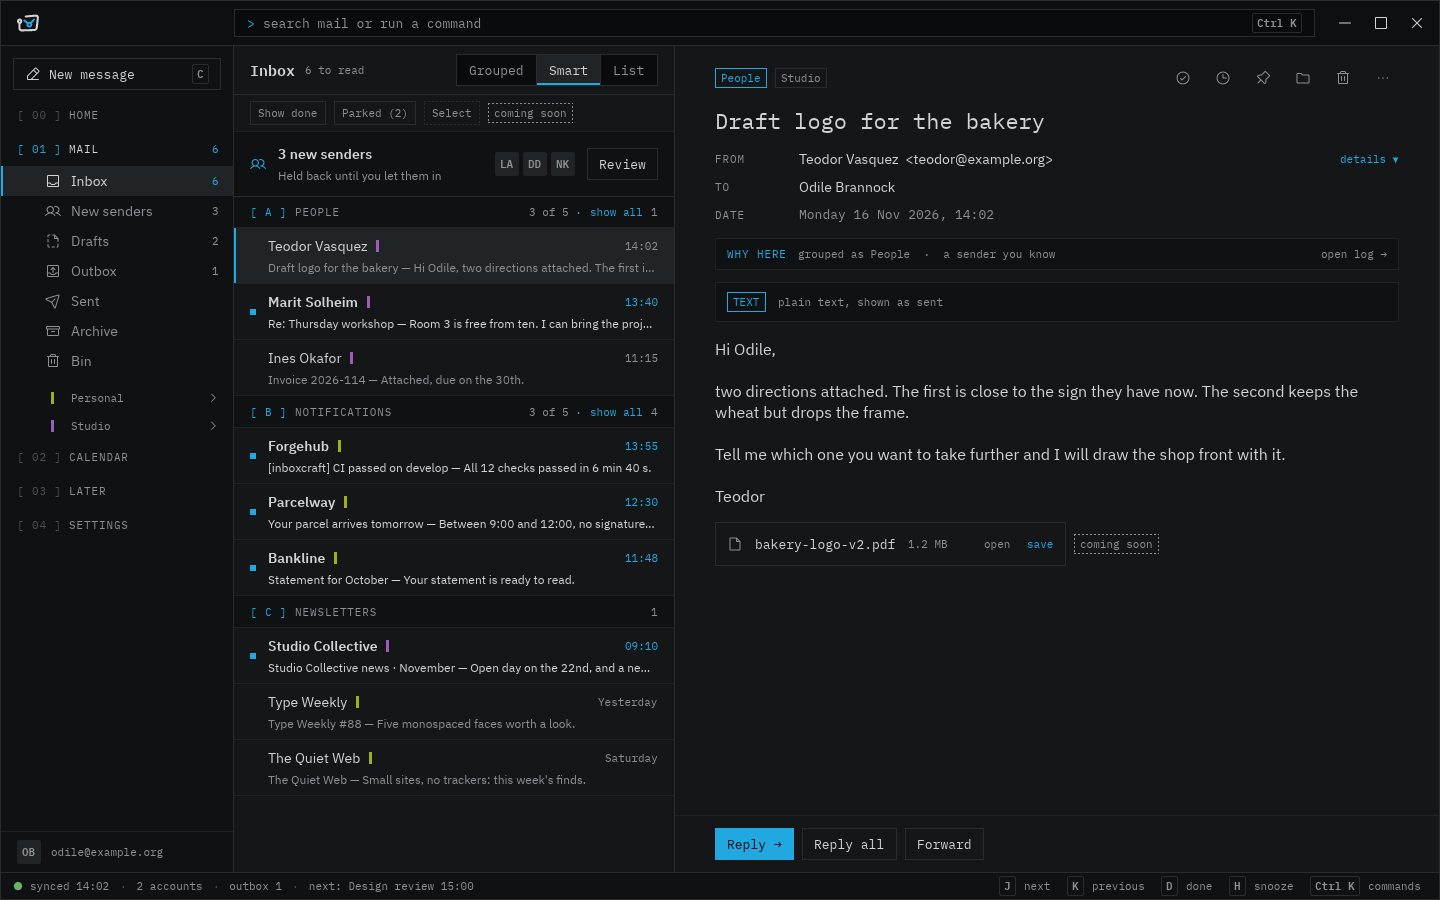 > search mail or run a command Ctrl K
New message C
[ 00 ] HOME
[ 01 ] MAIL 6
Inbox 6
New senders 3
Drafts 2
Outbox 1
Sent
Archive
Bin
Personal
Studio
[ 02 ] CALENDAR
[ 03 ] LATER
[ 04 ] SETTINGS
OB odile@example.org
Inbox 6 to read Grouped Smart List
Show done Parked (2) Select coming soon
3 new senders
Held back until you let them in
LA DD NK Review
[ A ] PEOPLE 3 of 5 · show all 1
Teodor Vasquez 14:02
Draft logo for the bakery — Hi Odile, two directions attached. The first i...
Marit Solheim 13:40
Re: Thursday workshop — Room 3 is free from ten. I can bring the proj...
Ines Okafor 11:15
Invoice 2026-114 — Attached, due on the 30th.
[ B ] NOTIFICATIONS 3 of 5 · show all 4
Forgehub 13:55
[inboxcraft] CI passed on develop — All 12 checks passed in 6 min 40 s.
Parcelway 12:30
Your parcel arrives tomorrow — Between 9:00 and 12:00, no signature...
Bankline 11:48
Statement for October — Your statement is ready to read.
[ C ] NEWSLETTERS 1
Studio Collective 09:10
Studio Collective news · November — Open day on the 22nd, and a ne...
Type Weekly Yesterday
Type Weekly #88 — Five monospaced faces worth a look.
The Quiet Web Saturday
The Quiet Web — Small sites, no trackers: this week's finds.
People Studio
Draft logo for the bakery
FROM Teodor Vasquez <teodor@example.org> details ▾
TO Odile Brannock
DATE Monday 16 Nov 2026, 14:02
WHY HERE grouped as People · a sender you know open log →
TEXT plain text, shown as sent
Hi Odile,
two directions attached. The first is close to the sign they have now. The second keeps the
wheat but drops the frame.
Tell me which one you want to take further and I will draw the shop front with it.
Teodor
bakery-logo-v2.pdf 1.2 MB open save coming soon
Reply → Reply all Forward
synced 14:02 · 2 accounts · outbox 1 · next: Design review 15:00
J next K previous D done H snooze Ctrl K commands